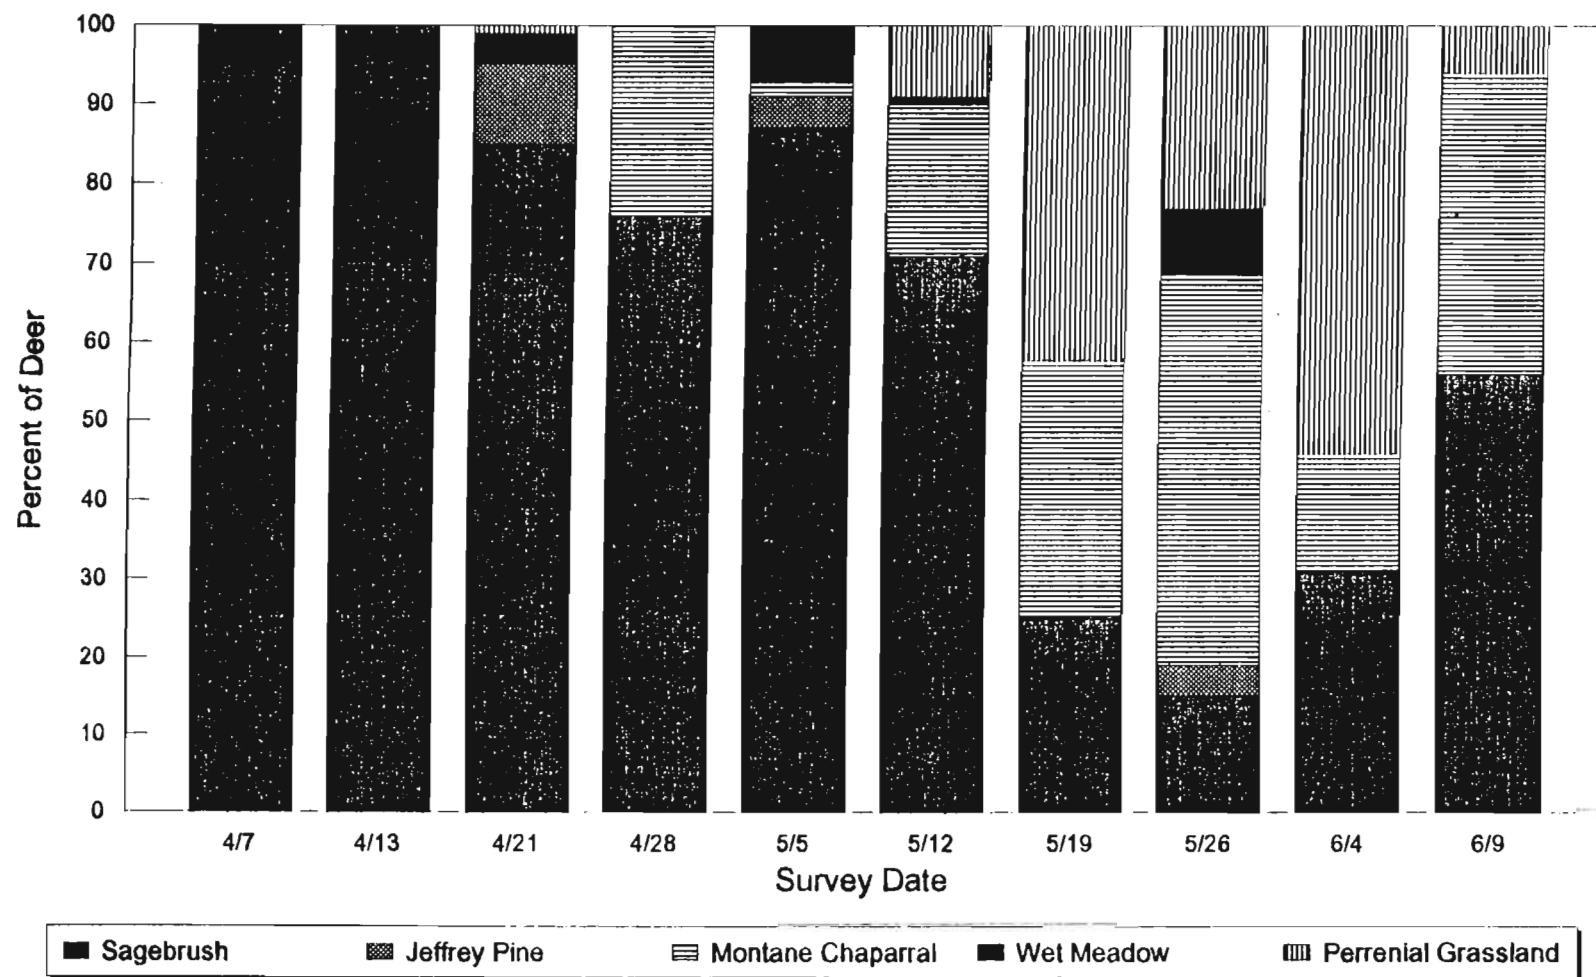 100
90
80
70
60
50
40
30
20
10
0
Percent of Deer
4/7 4/13 4/21 4/28 5/5 5/12 5/19 5/26 6/4 6/9
Survey Date
Sagebrush Jeffrey Pine Montane Chaparral Wet Meadow Perrenial Grassland